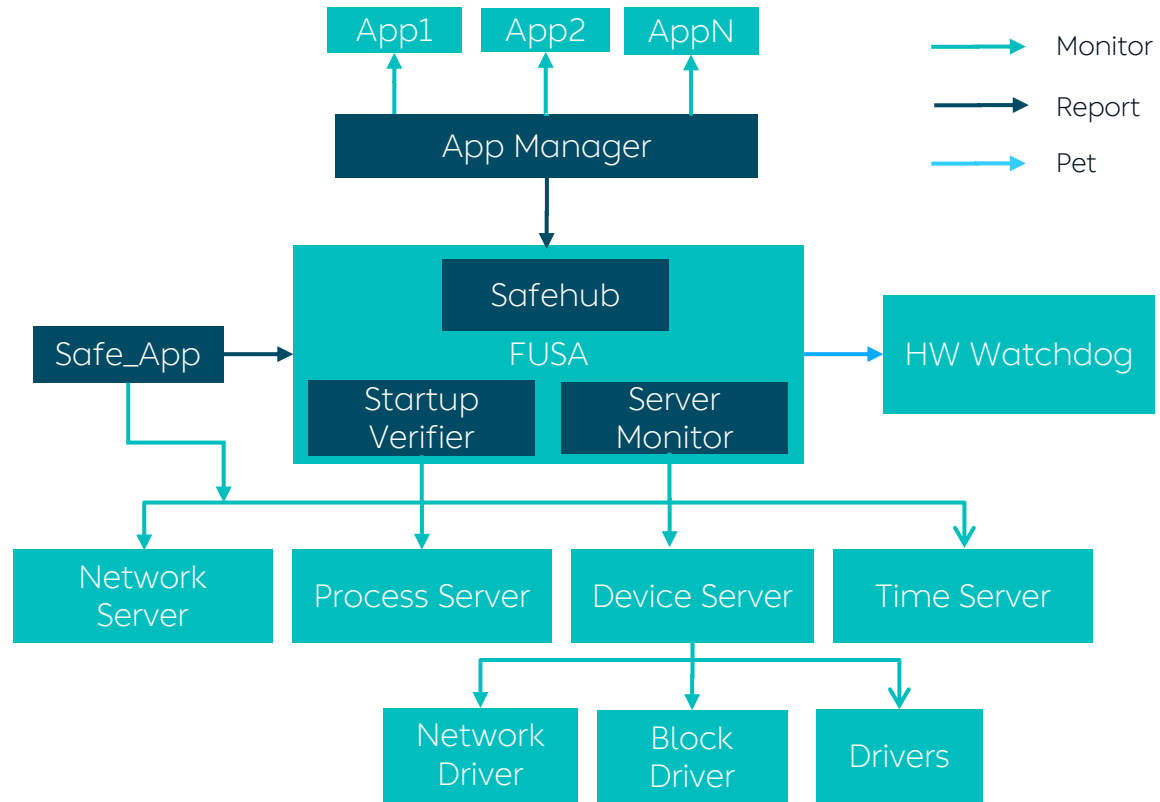 App1
App2
AppN
Monitor
Report
Pet
App Manager
Safehub
FUSA
Safe_App
HW Watchdog
Startup
Verifier
Server
Monitor
Network
Server
Process Server
Device Server
Time Server
Network
Driver
Block
Driver
Drivers